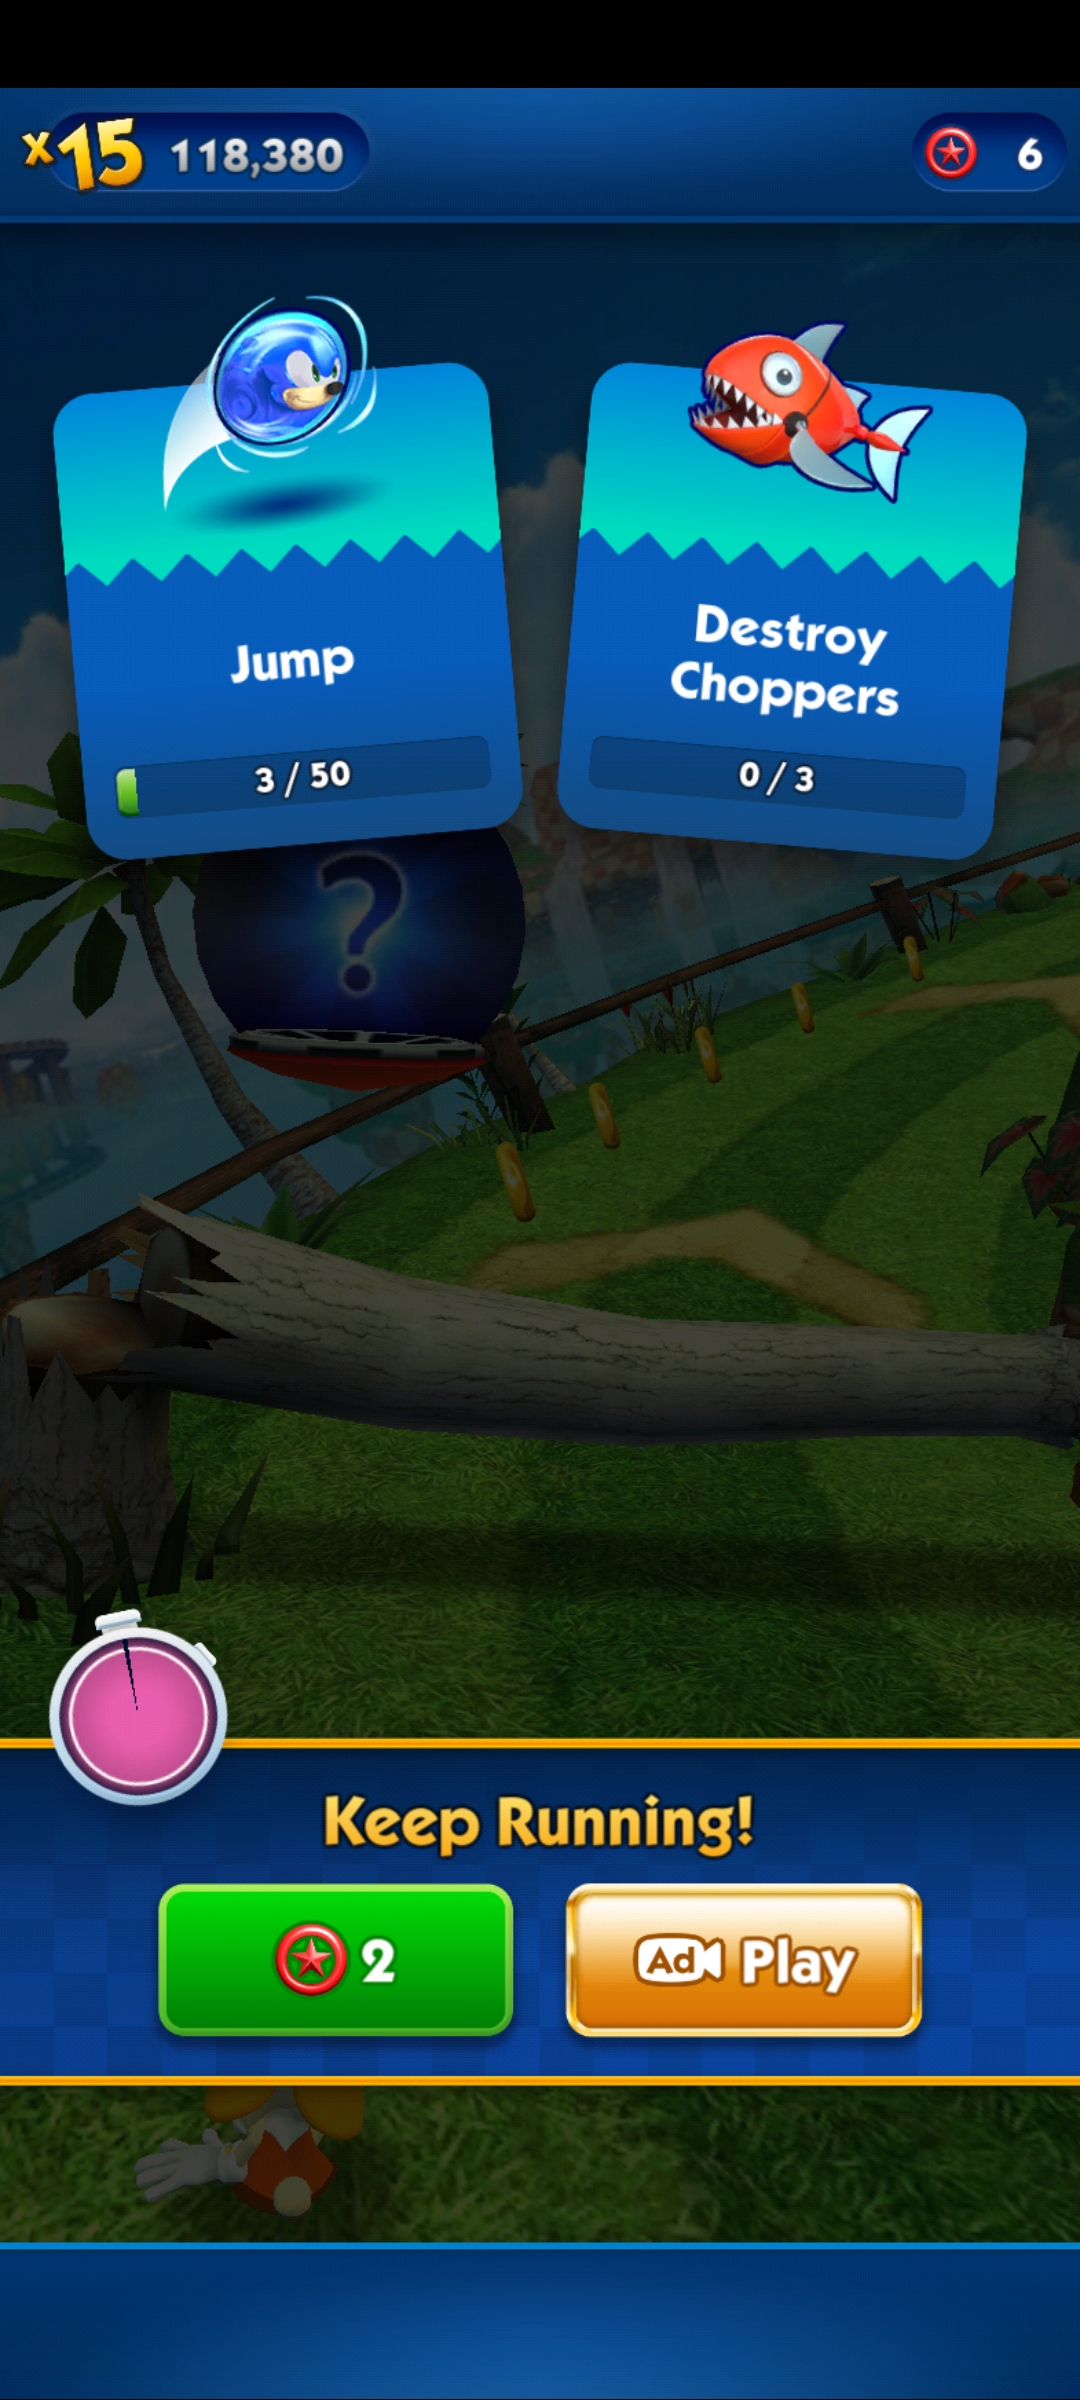 x15 118,380
6
Jump
3 / 50
Destroy
Choppers
0 / 3
?
Keep Running!
2
Ad Play